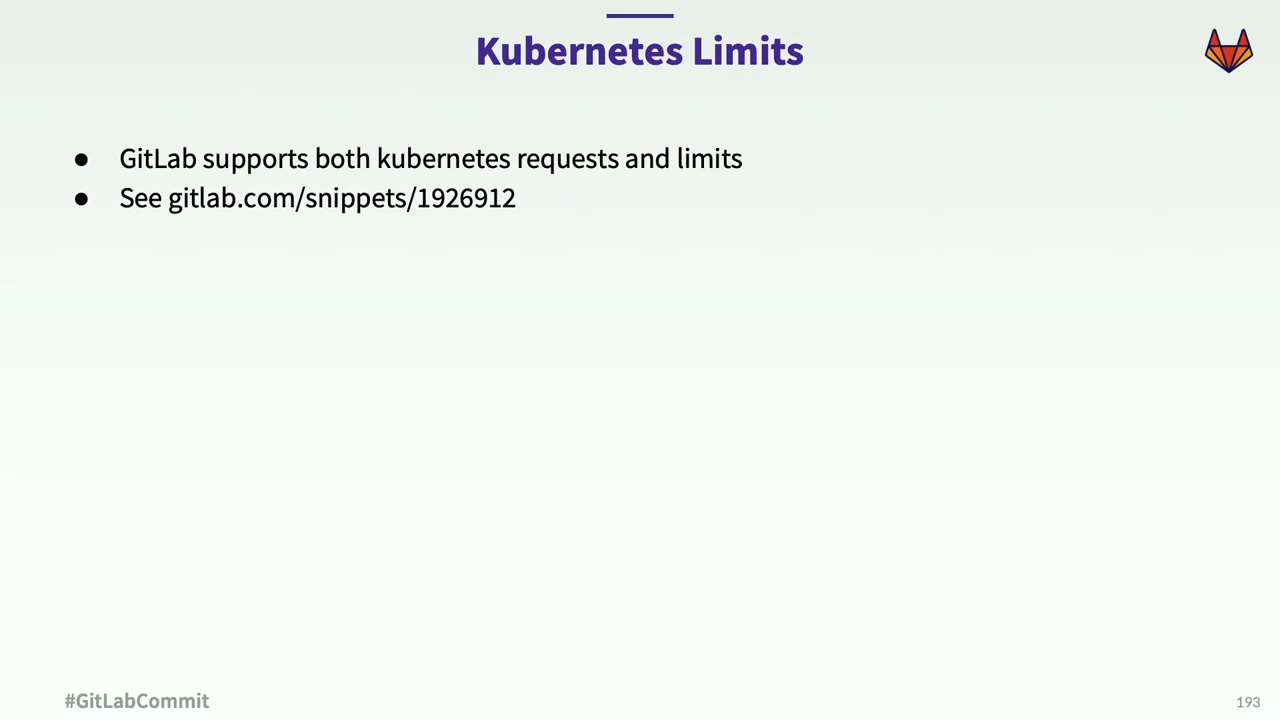 Kubernetes Limits
● GitLab supports both kubernetes requests and limits
● See gitlab.com/snippets/1926912
#GitLabCommit
193